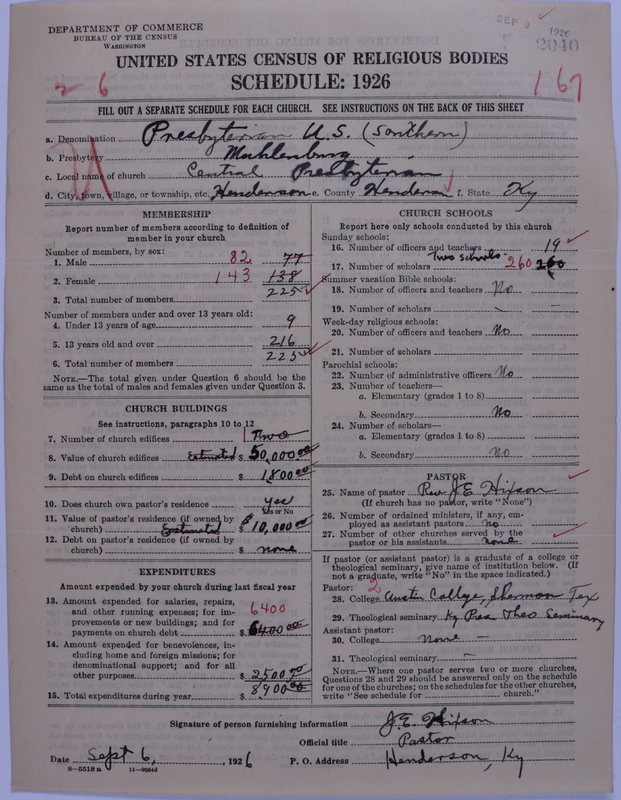 DEPARTMENT OF COMMERCE
BUREAU OF THE CENSUS
WASHINGTON
SEP 9 1926
2040
UNITED STATES CENSUS OF RELIGIOUS BODIES
SCHEDULE: 1926
2 6
167
FILL OUT A SEPARATE SCHEDULE FOR EACH CHURCH. SEE INSTRUCTIONS ON THE BACK OF THIS SHEET
a. Denomination Presbyterian U.S. (Southern)
b. Presbytery Muhlenburg
c. Local name of church Central Presbyterian
d. City, town, village, or township, etc. Henderson e. County Henderson f. State Ky
MEMBERSHIP
Report number of members according to definition of member in your church
Number of members, by sex:
1. Male 82 77
2. Female 143 138
3. Total number of members 225
Number of members under and over 13 years old:
4. Under 13 years of age 9
5. 13 years old and over 216
6. Total number of members 225
NOTE.—The total given under Question 6 should be the same as the total of males and females given under Question 3.
CHURCH BUILDINGS
See instructions, paragraphs 10 to 12
7. Number of church edifices 1 Two
8. Value of church edifices Estimated $ 50,000.00
9. Debt on church edifices $ 1800.00
10. Does church own pastor's residence yes
Yes or No
11. Value of pastor's residence (if owned by church) Estimated $ 10,000.00
12. Debt on pastor's residence (if owned by church) $ none
EXPENDITURES
Amount expended by your church during last fiscal year
13. Amount expended for salaries, repairs, and other running expenses; for improvements or new buildings; and for payments on church debt 6400 $ 6400.00
14. Amount expended for benevolences, including home and foreign missions; for denominational support; and for all other purposes $ 2500.00
15. Total expenditures during year $ 8900.00
CHURCH SCHOOLS
Report here only schools conducted by this church
Sunday schools:
16. Number of officers and teachers 19
Two schools.
17. Number of scholars 260 260
Summer vacation Bible schools:
18. Number of officers and teachers No
19. Number of scholars —
Week-day religious schools:
20. Number of officers and teachers No
21. Number of scholars —
Parochial schools:
22. Number of administrative officers No
23. Number of teachers—
a. Elementary (grades 1 to 8)
b. Secondary No
24. Number of scholars—
a. Elementary (grades 1 to 8)
b. Secondary No
PASTOR
25. Name of pastor Rev. J.E. Hixson
(If church has no pastor, write "None")
26. Number of ordained ministers, if any, employed as assistant pastors no
27. Number of other churches served by the pastor or his assistants none
If pastor (or assistant pastor) is a graduate of a college or theological seminary, give name of institution below. (If not a graduate, write "No" in the space indicated.)
Pastor: 2
28. College Austin College, Sherman Tex
29. Theological seminary Ky Pres Theo Seminary
Assistant pastor:
30. College None —
31. Theological seminary —
NOTE.—Where one pastor serves two or more churches, Questions 28 and 29 should be answered only on the schedule for one of the churches; on the schedules for the other churches, write "See schedule for church."
Signature of person furnishing information J.E. Hixson
Official title Pastor
Date Sept 6, 1926 P. O. Address Henderson, Ky